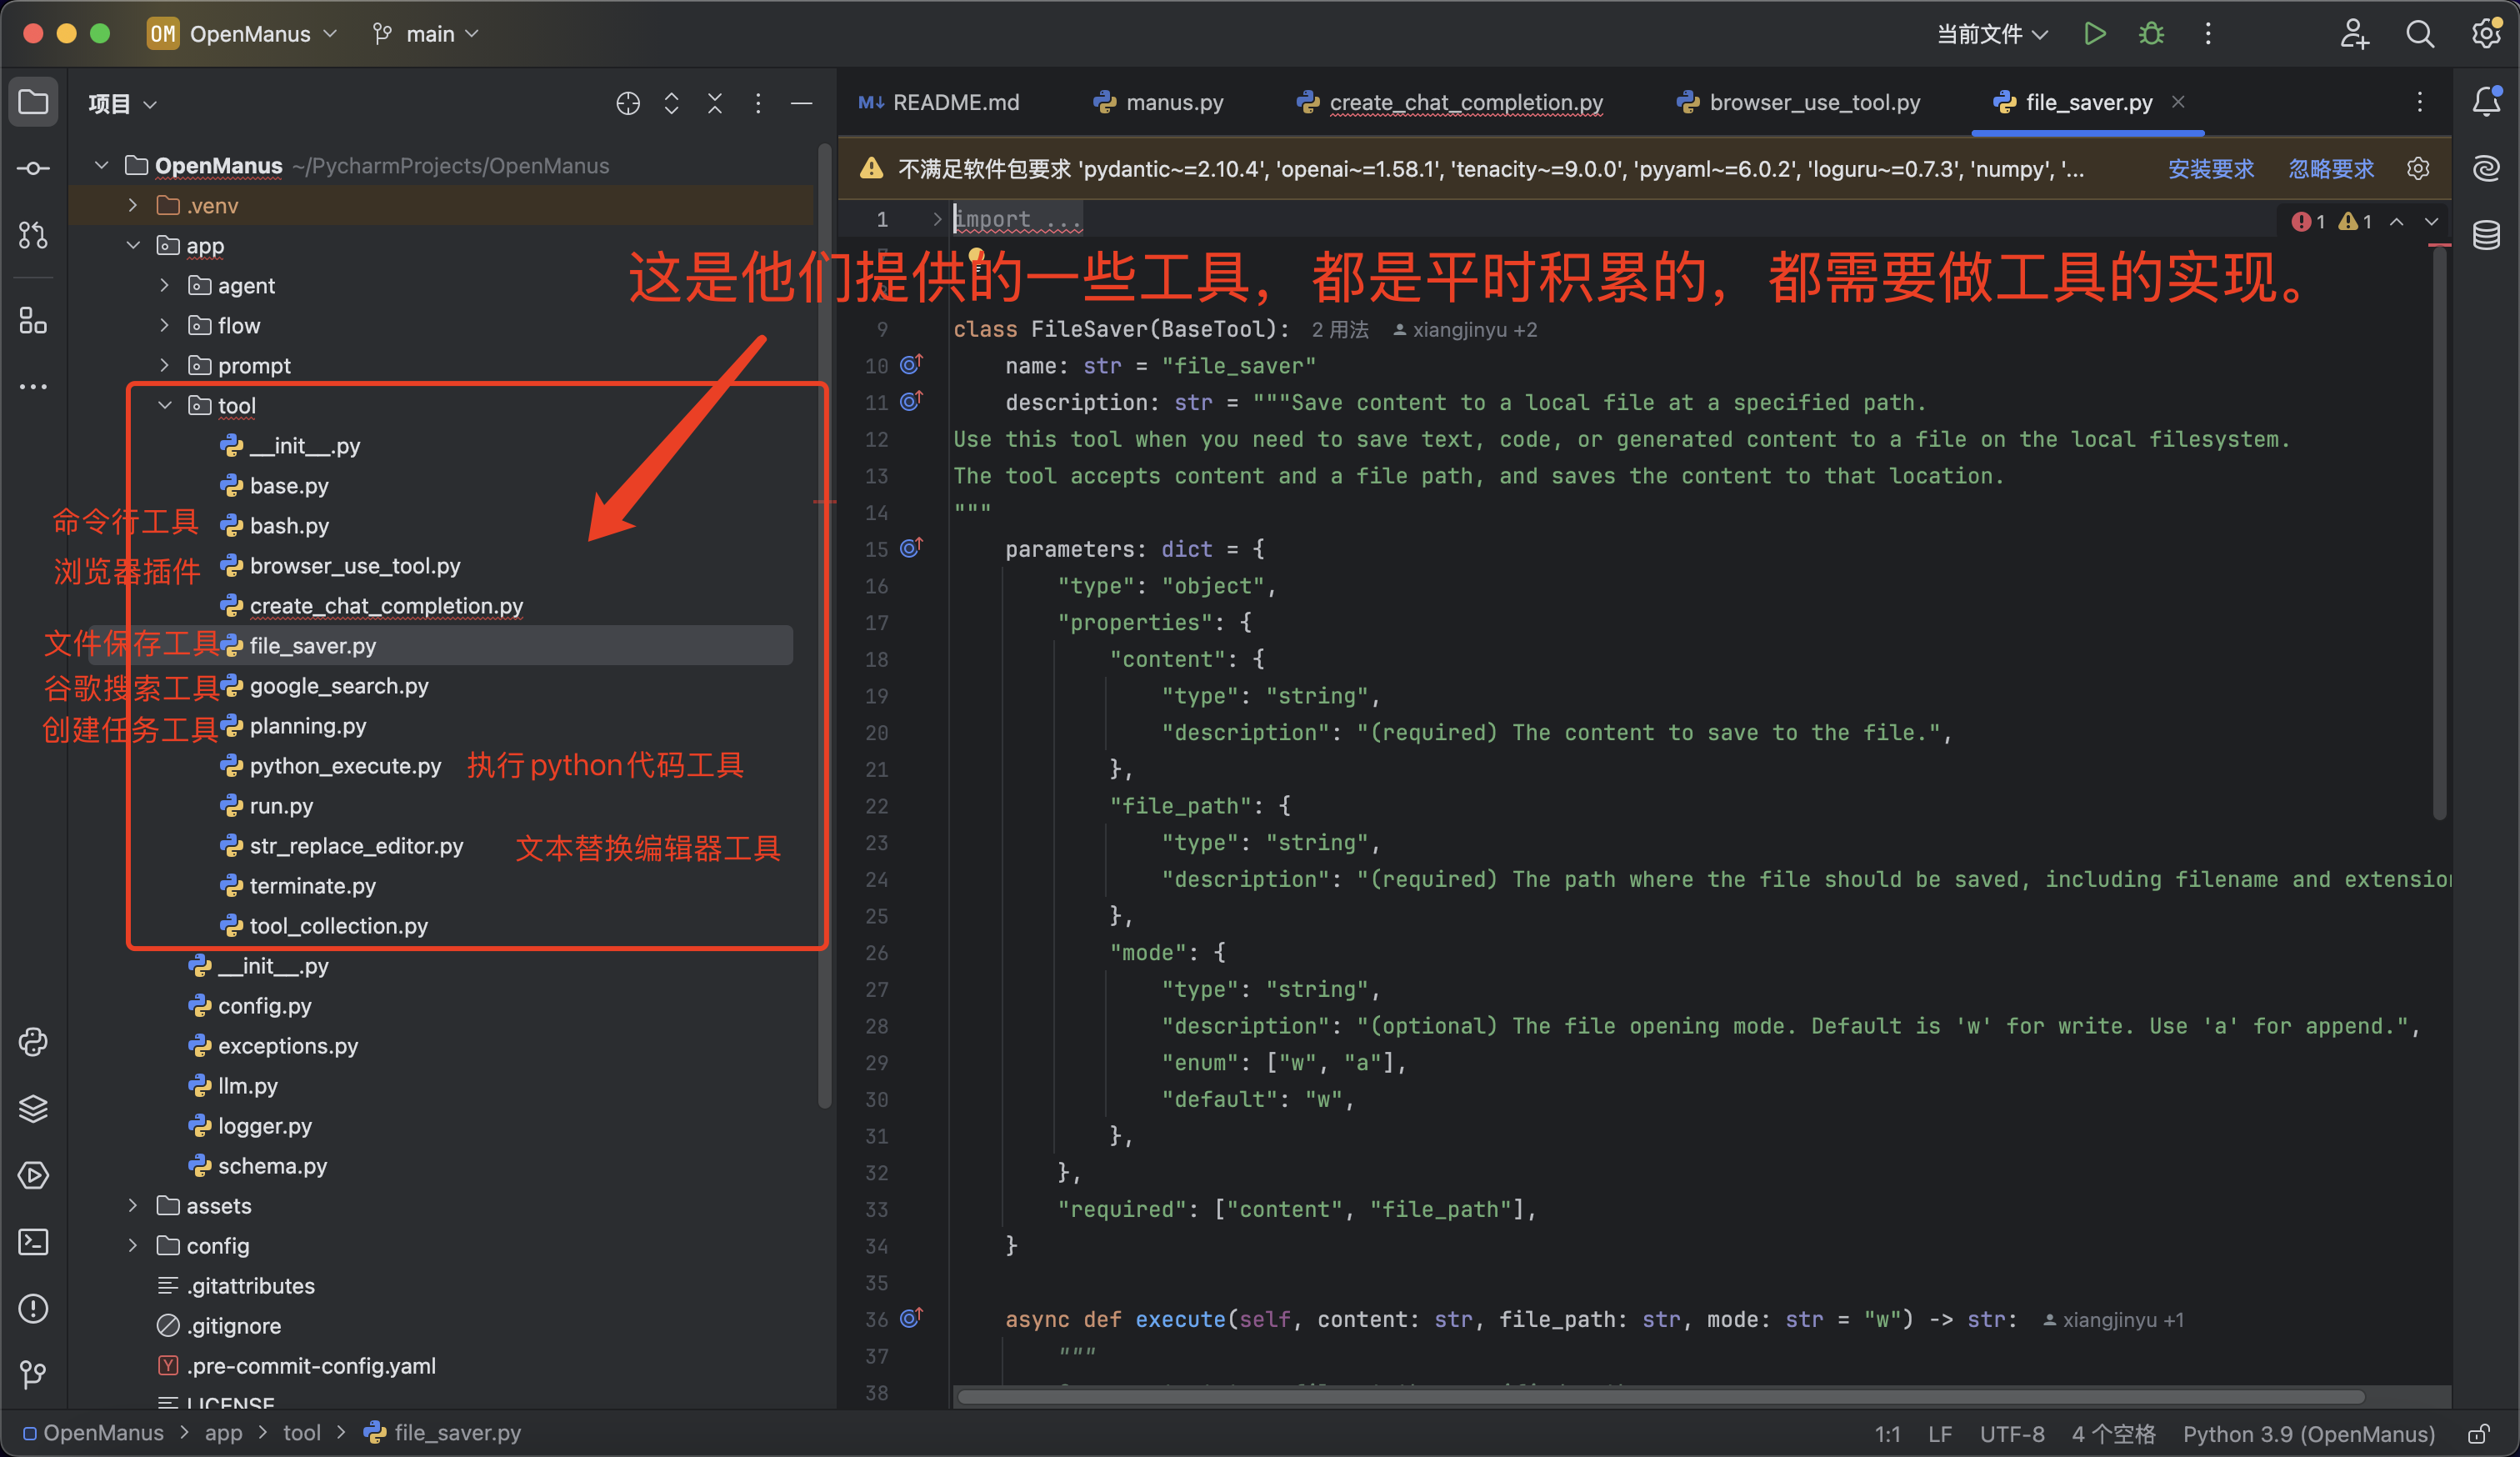 OM OpenManus main 当前文件
项目
README.md manus.py create_chat_completion.py browser_use_tool.py file_saver.py
不满足软件包要求 'pydantic~=2.10.4', 'openai~=1.58.1', 'tenacity~=9.0.0', 'pyyaml~=6.0.2', 'loguru~=0.7.3', 'numpy', '... 安装要求 忽略要求
OpenManus ~/PycharmProjects/OpenManus
.venv
app
agent
flow
prompt
tool
__init__.py
base.py
命令行工具 bash.py
浏览器插件 browser_use_tool.py
create_chat_completion.py
文件保存工具 file_saver.py
谷歌搜索工具 google_search.py
创建任务工具 planning.py
python_execute.py 执行python代码工具
run.py
str_replace_editor.py 文本替换编辑器工具
terminate.py
tool_collection.py
__init__.py
config.py
exceptions.py
llm.py
logger.py
schema.py
assets
config
.gitattributes
.gitignore
.pre-commit-config.yaml
LICENSE
1 import ... 1 1
这是他们提供的一些工具，都是平时积累的，都需要做工具的实现。
9 class FileSaver(BaseTool): 2 用法 xiangjinyu +2
10 name: str = "file_saver"
11 description: str = """Save content to a local file at a specified path.
12 Use this tool when you need to save text, code, or generated content to a file on the local filesystem.
13 The tool accepts content and a file path, and saves the content to that location.
14 """
15 parameters: dict = {
16 "type": "object",
17 "properties": {
18 "content": {
19 "type": "string",
20 "description": "(required) The content to save to the file.",
21 },
22 "file_path": {
23 "type": "string",
24 "description": "(required) The path where the file should be saved, including filename and extension
25 },
26 "mode": {
27 "type": "string",
28 "description": "(optional) The file opening mode. Default is 'w' for write. Use 'a' for append.",
29 "enum": ["w", "a"],
30 "default": "w",
31 },
32 },
33 "required": ["content", "file_path"],
34 }
35
36 async def execute(self, content: str, file_path: str, mode: str = "w") -> str: xiangjinyu +1
37 """
38
OpenManus > app > tool > file_saver.py 1:1 LF UTF-8 4 个空格 Python 3.9 (OpenManus)